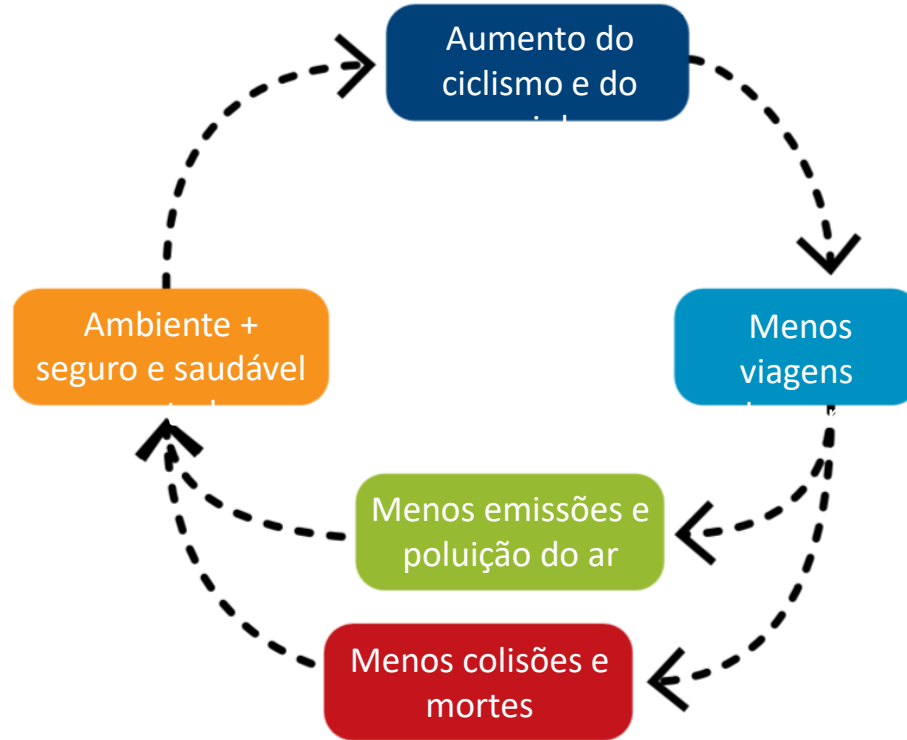 Aumento do
ciclismo e do
Ambiente +
seguro e saudável
Menos
viagens
Menos emissões e
poluição do ar
Menos colisões e
mortes